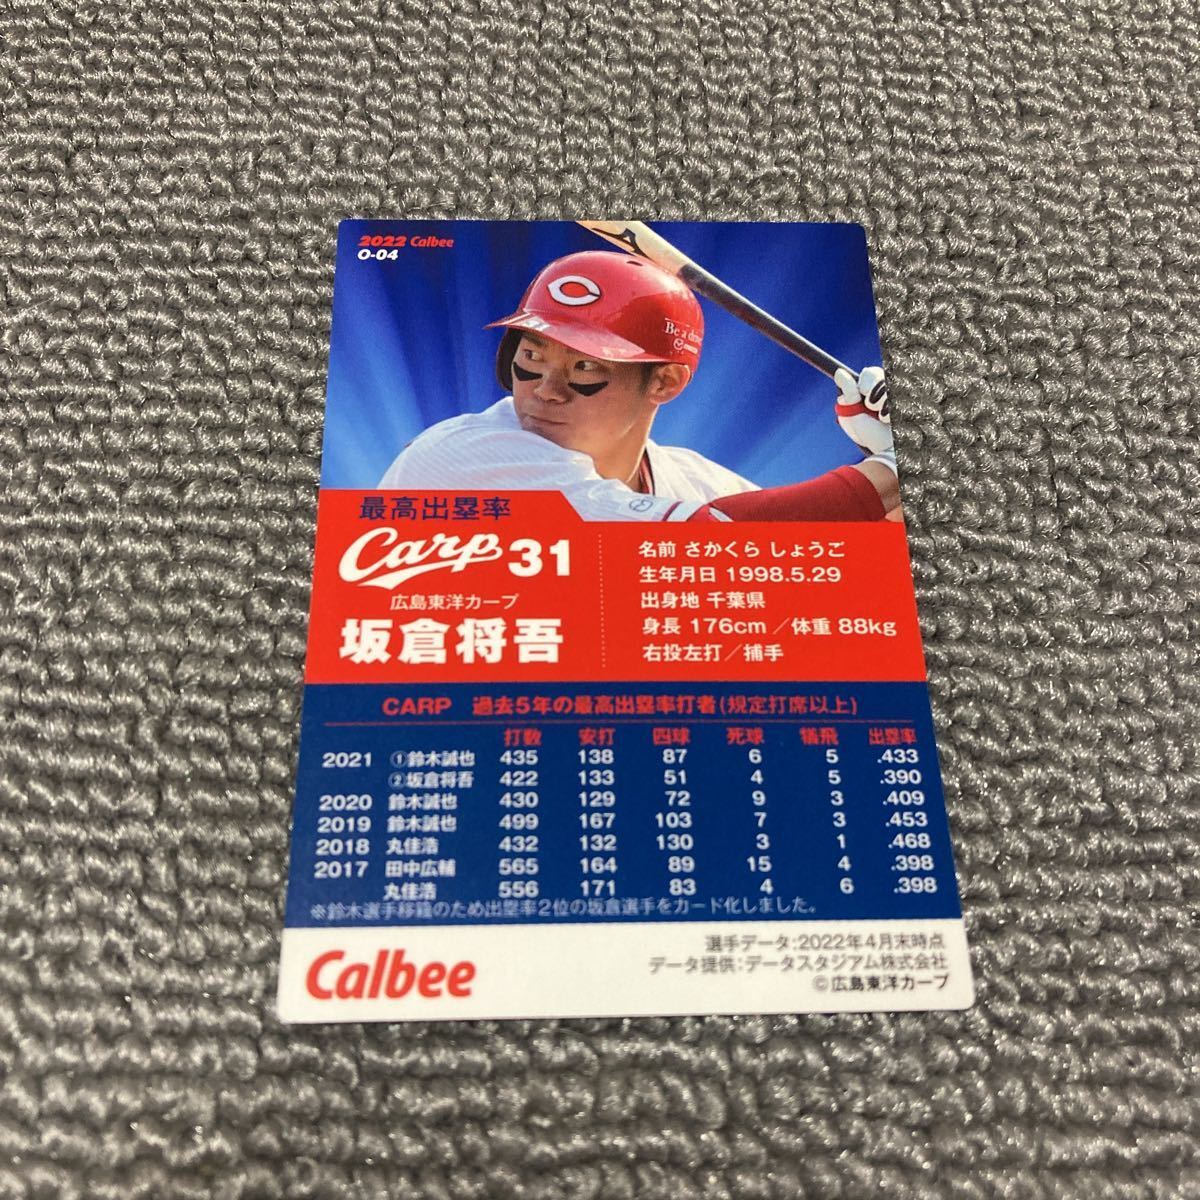 2022 Calbee
O-04
C
Be a driver
最高出塁率
Carp 31
広島東洋カープ
坂倉将吾
名前 さかくら しょうご
生年月日 1998.5.29
出身地 千葉県
身長 176cm／体重 88kg
右投左打／捕手
CARP 過去5年の最高出塁率打者(規定打席以上)
打数 安打 四球 死球 犠飛 出塁率
2021 ①鈴木誠也 435 138 87 6 5 .433
②坂倉将吾 422 133 51 4 5 .390
2020 鈴木誠也 430 129 72 9 3 .409
2019 鈴木誠也 499 167 103 7 3 .453
2018 丸佳浩 432 132 130 3 1 .468
2017 田中広輔 565 164 89 15 4 .398
丸佳浩 556 171 83 4 6 .398
※鈴木選手移籍のため出塁率2位の坂倉選手をカード化しました。
Calbee
選手データ:2022年4月末時点
データ提供:データスタジアム株式会社
©広島東洋カープ